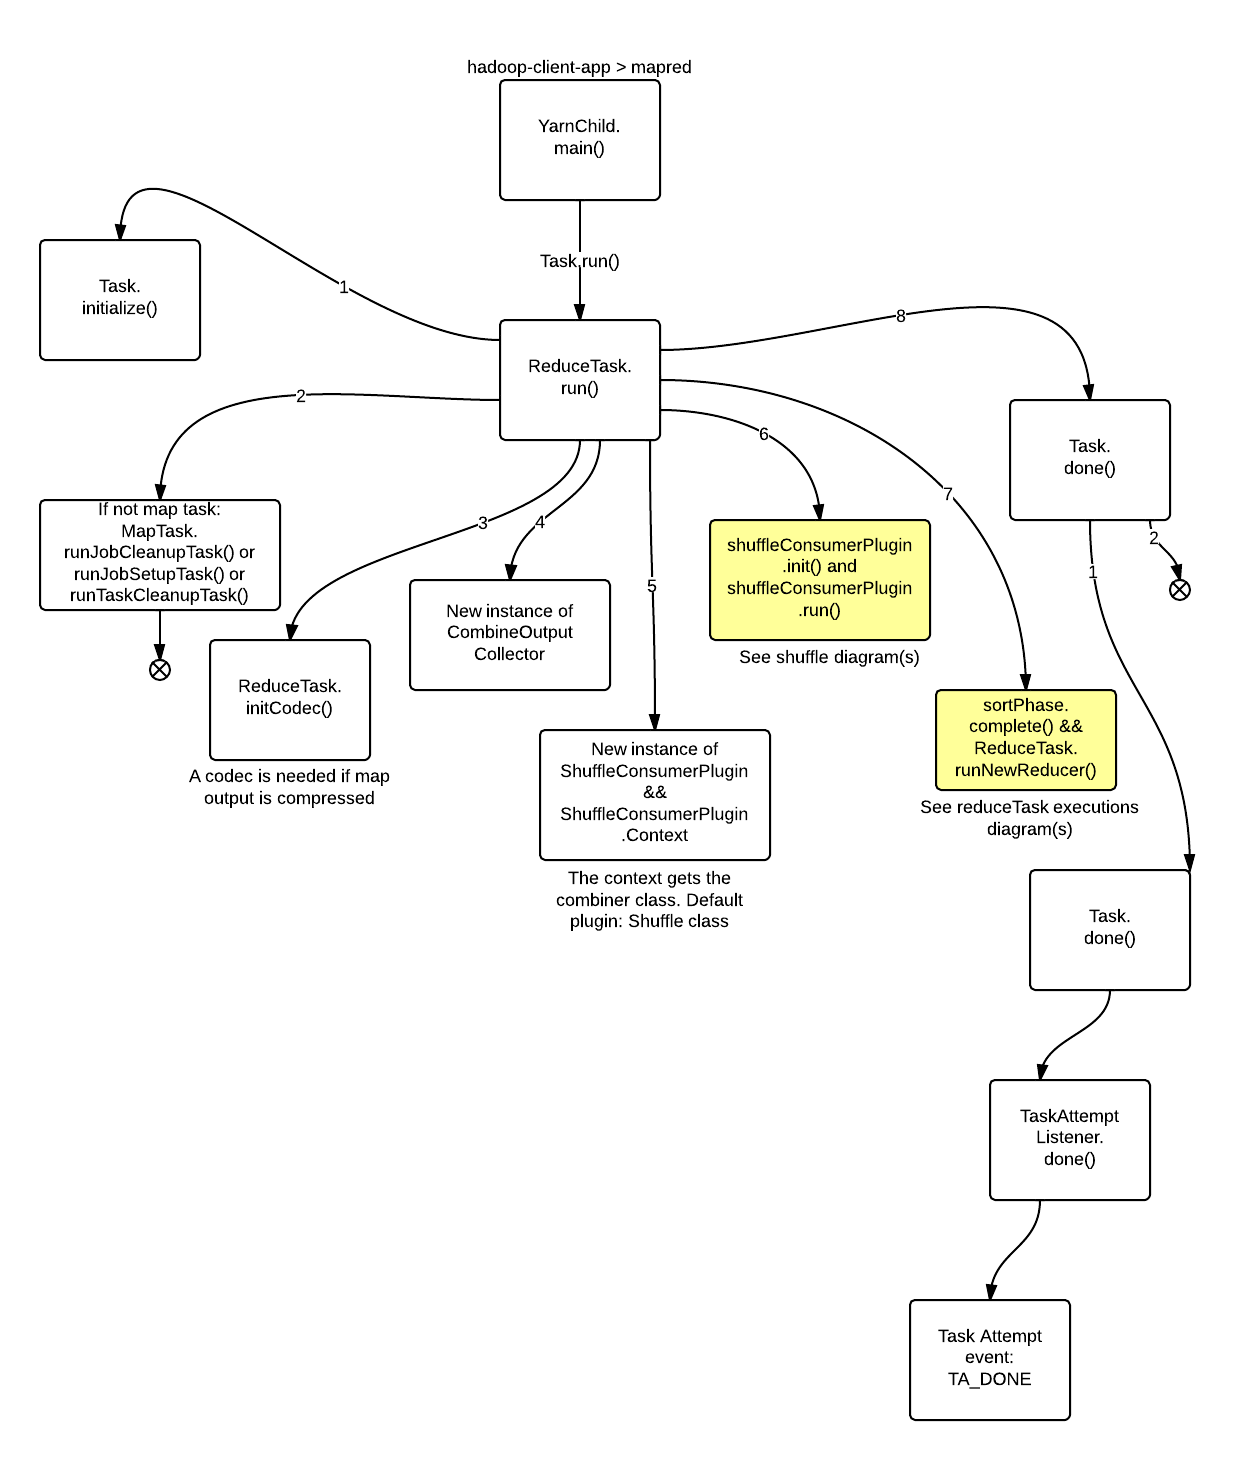 hadoop-client-app > mapred
YarnChild.
main()
Task.run()
1
Task.
initialize()
ReduceTask.
run()
8
2
6
7
Task.
done()
If not map task:
MapTask.
runJobCleanupTask() or
runJobSetupTask() or
runTaskCleanupTask()
3
4
5
shuffleConsumerPlugin
.init() and
shuffleConsumerPlugin
.run()
See shuffle diagram(s)
2
1
New instance of
CombineOutput
Collector
ReduceTask.
initCodec()
A codec is needed if map
output is compressed
New instance of
ShuffleConsumerPlugin
&&
ShuffleConsumerPlugin
.Context
The context gets the
combiner class. Default
plugin: Shuffle class
sortPhase.
complete() &&
ReduceTask.
runNewReducer()
See reduceTask executions
diagram(s)
Task.
done()
TaskAttempt
Listener.
done()
Task Attempt
event:
TA_DONE